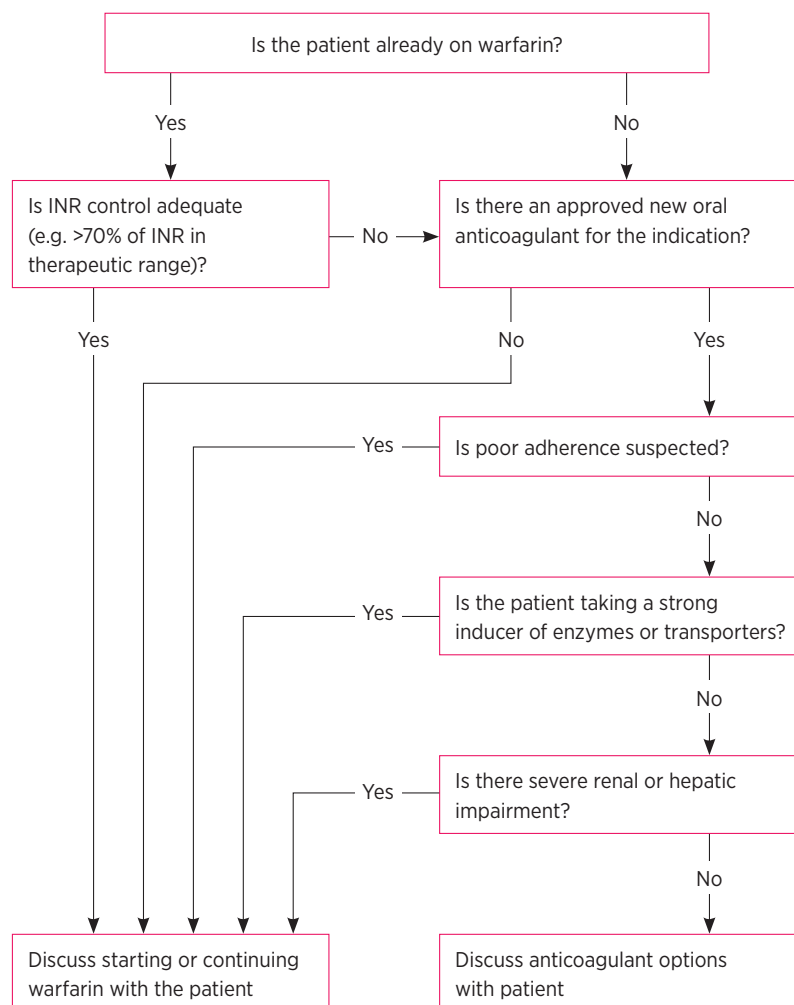 Is the patient already on warfarin?
Yes
No
Is INR control adequate
(e.g. >70% of INR in
therapeutic range)?
No
Is there an approved new oral
anticoagulant for the indication?
Yes
No
Yes
Yes
Is poor adherence suspected?
No
Yes
Is the patient taking a strong
inducer of enzymes or transporters?
No
Yes
Is there severe renal or hepatic
impairment?
No
Discuss starting or continuing
warfarin with the patient
Discuss anticoagulant options
with patient